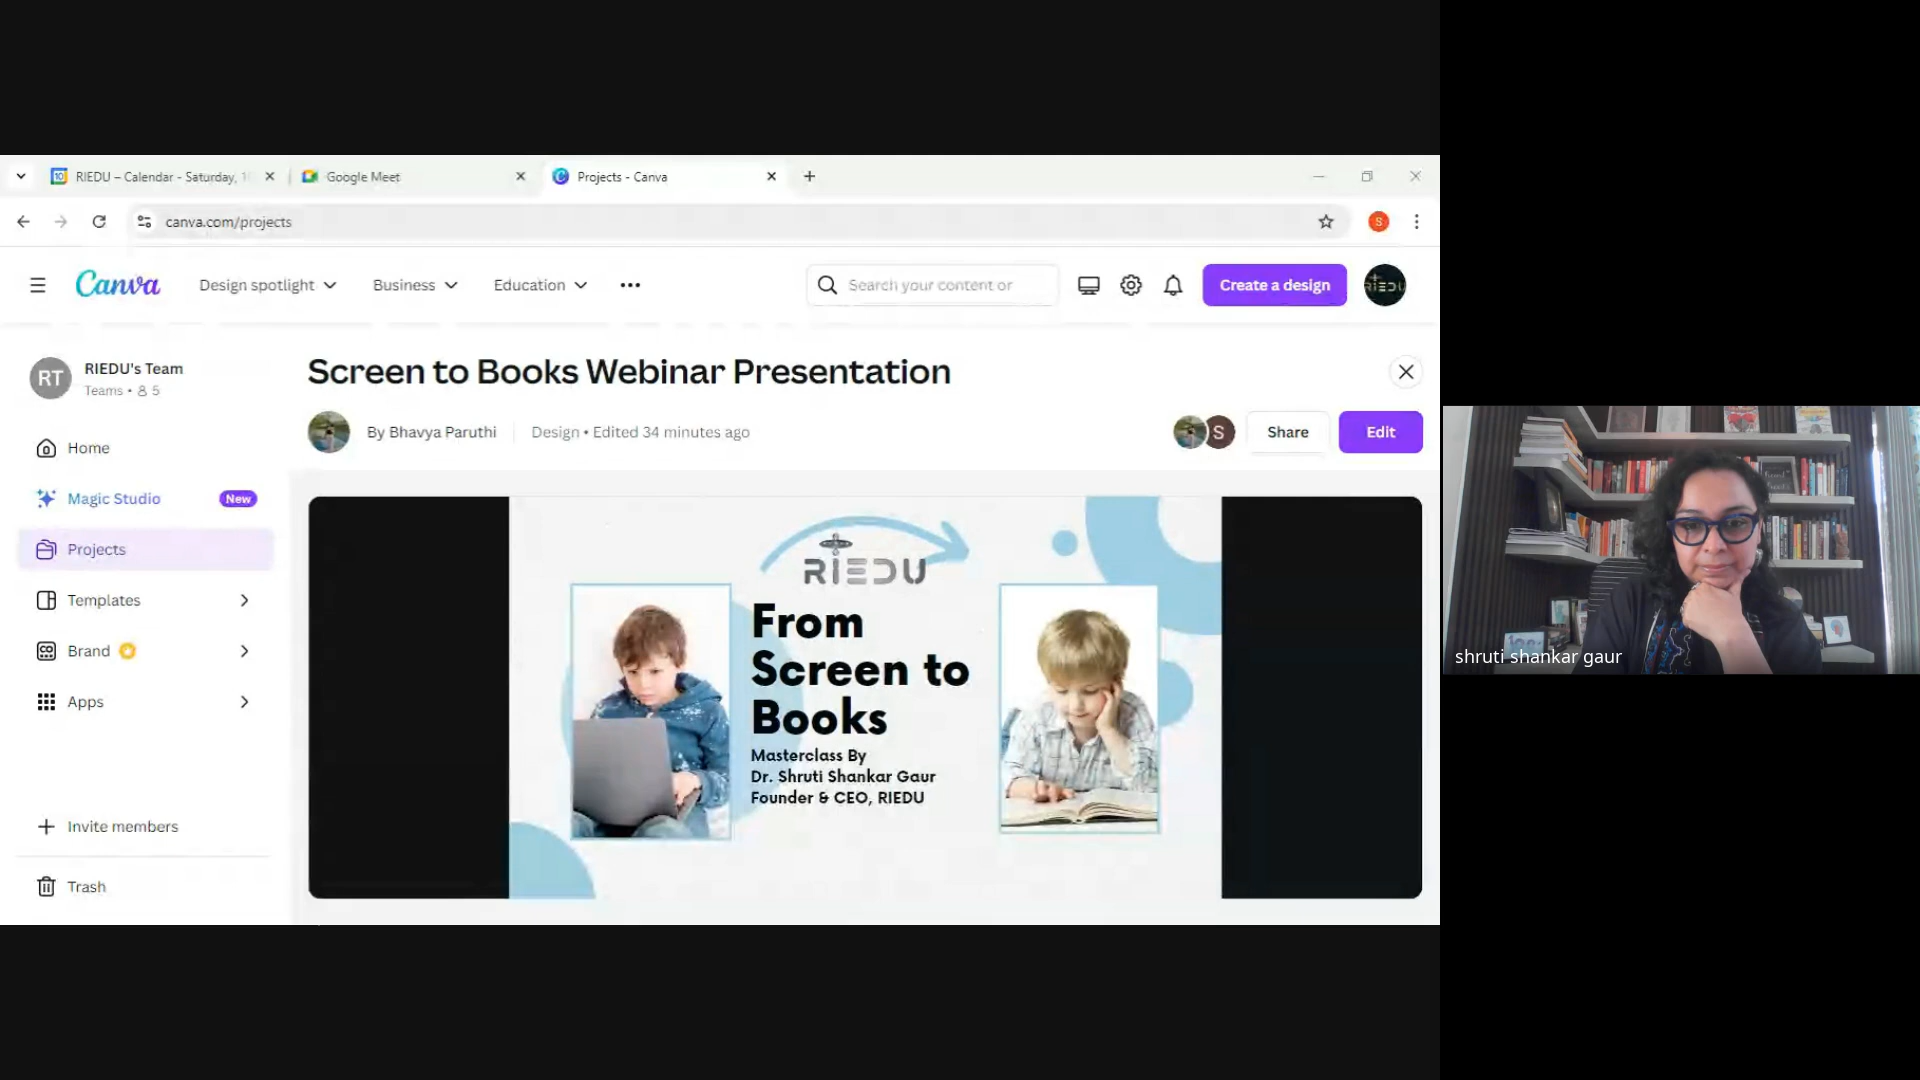 RIEDU – Calendar - Saturday, 1
Google Meet
Projects - Canva
canva.com/projects
S
Canva
Design spotlight
Business
Education
Search your content or
Create a design
RIEDU
RT
RIEDU's Team
Teams • 5
Home
Magic Studio
New
Projects
Templates
Brand
Apps
Invite members
Trash
Screen to Books Webinar Presentation
By Bhavya Paruthi
Design • Edited 34 minutes ago
S
Share
Edit
RIEDU
From
Screen to
Books
Masterclass By
Dr. Shruti Shankar Gaur
Founder & CEO, RIEDU
shruti shankar gaur